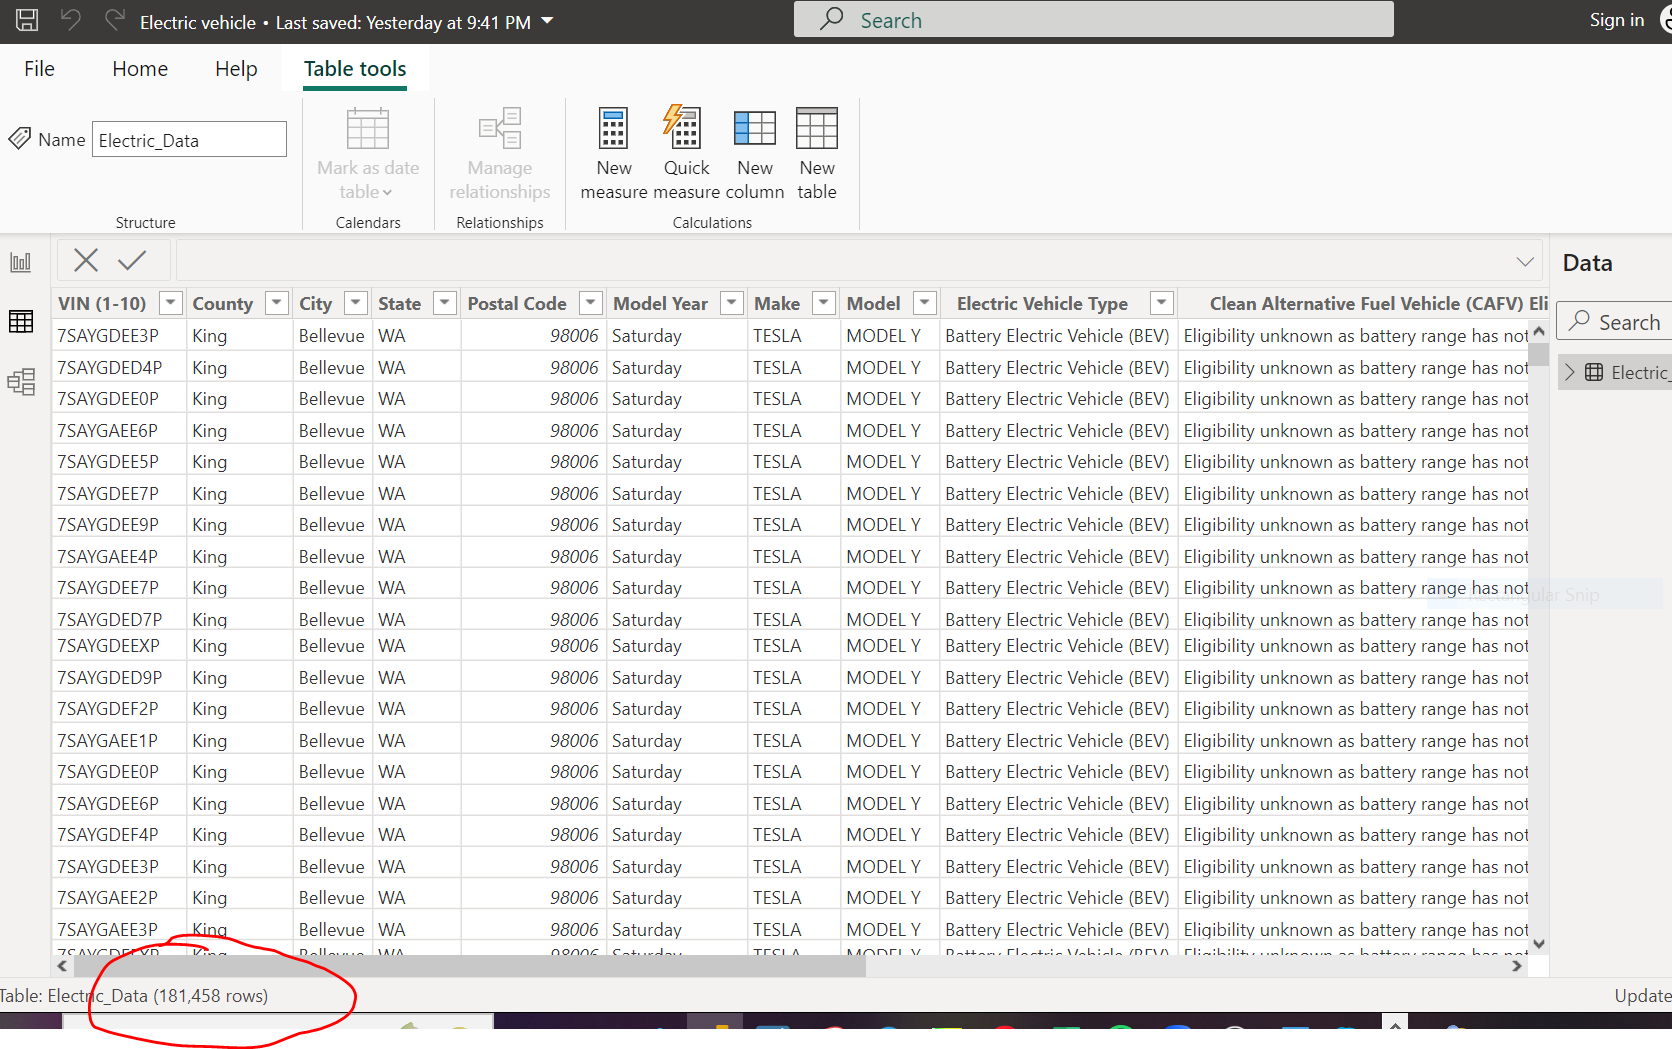 Electric vehicle • Last saved: Yesterday at 9:41 PM
Search
Sign in
File Home Help Table tools
Name Electric_Data
Mark as date table
Manage relationships
New measure
Quick measure
New column
New table
Structure Calendars Relationships Calculations
Data
Search
Electric_
VIN (1-10) County City State Postal Code Model Year Make Model Electric Vehicle Type Clean Alternative Fuel Vehicle (CAFV) Eli
7SAYGDEE3P King Bellevue WA 98006 Saturday TESLA MODEL Y Battery Electric Vehicle (BEV) Eligibility unknown as battery range has not
7SAYGDED4P King Bellevue WA 98006 Saturday TESLA MODEL Y Battery Electric Vehicle (BEV) Eligibility unknown as battery range has not
7SAYGDEE0P King Bellevue WA 98006 Saturday TESLA MODEL Y Battery Electric Vehicle (BEV) Eligibility unknown as battery range has not
7SAYGAEE6P King Bellevue WA 98006 Saturday TESLA MODEL Y Battery Electric Vehicle (BEV) Eligibility unknown as battery range has not
7SAYGDEE5P King Bellevue WA 98006 Saturday TESLA MODEL Y Battery Electric Vehicle (BEV) Eligibility unknown as battery range has not
7SAYGDEE7P King Bellevue WA 98006 Saturday TESLA MODEL Y Battery Electric Vehicle (BEV) Eligibility unknown as battery range has not
7SAYGDEE9P King Bellevue WA 98006 Saturday TESLA MODEL Y Battery Electric Vehicle (BEV) Eligibility unknown as battery range has not
7SAYGAEE4P King Bellevue WA 98006 Saturday TESLA MODEL Y Battery Electric Vehicle (BEV) Eligibility unknown as battery range has not
7SAYGDEE7P King Bellevue WA 98006 Saturday TESLA MODEL Y Battery Electric Vehicle (BEV) Eligibility unknown as battery range has not
Rectangular Snip
7SAYGDED7P King Bellevue WA 98006 Saturday TESLA MODEL Y Battery Electric Vehicle (BEV) Eligibility unknown as battery range has not
7SAYGDEEXP King Bellevue WA 98006 Saturday TESLA MODEL Y Battery Electric Vehicle (BEV) Eligibility unknown as battery range has not
7SAYGDED9P King Bellevue WA 98006 Saturday TESLA MODEL Y Battery Electric Vehicle (BEV) Eligibility unknown as battery range has not
7SAYGDEF2P King Bellevue WA 98006 Saturday TESLA MODEL Y Battery Electric Vehicle (BEV) Eligibility unknown as battery range has not
7SAYGAEE1P King Bellevue WA 98006 Saturday TESLA MODEL Y Battery Electric Vehicle (BEV) Eligibility unknown as battery range has not
7SAYGDEE0P King Bellevue WA 98006 Saturday TESLA MODEL Y Battery Electric Vehicle (BEV) Eligibility unknown as battery range has not
7SAYGDEE6P King Bellevue WA 98006 Saturday TESLA MODEL Y Battery Electric Vehicle (BEV) Eligibility unknown as battery range has not
7SAYGDEF4P King Bellevue WA 98006 Saturday TESLA MODEL Y Battery Electric Vehicle (BEV) Eligibility unknown as battery range has not
7SAYGDEE3P King Bellevue WA 98006 Saturday TESLA MODEL Y Battery Electric Vehicle (BEV) Eligibility unknown as battery range has not
7SAYGAEE2P King Bellevue WA 98006 Saturday TESLA MODEL Y Battery Electric Vehicle (BEV) Eligibility unknown as battery range has not
7SAYGAEE3P King Bellevue WA 98006 Saturday TESLA MODEL Y Battery Electric Vehicle (BEV) Eligibility unknown as battery range has not
King Bellevue WA 98006 Saturday TESLA MODEL Y Battery Electric Vehicle (BEV) Eligibility unknown as battery range has not
Table: Electric_Data (181,458 rows)
Update